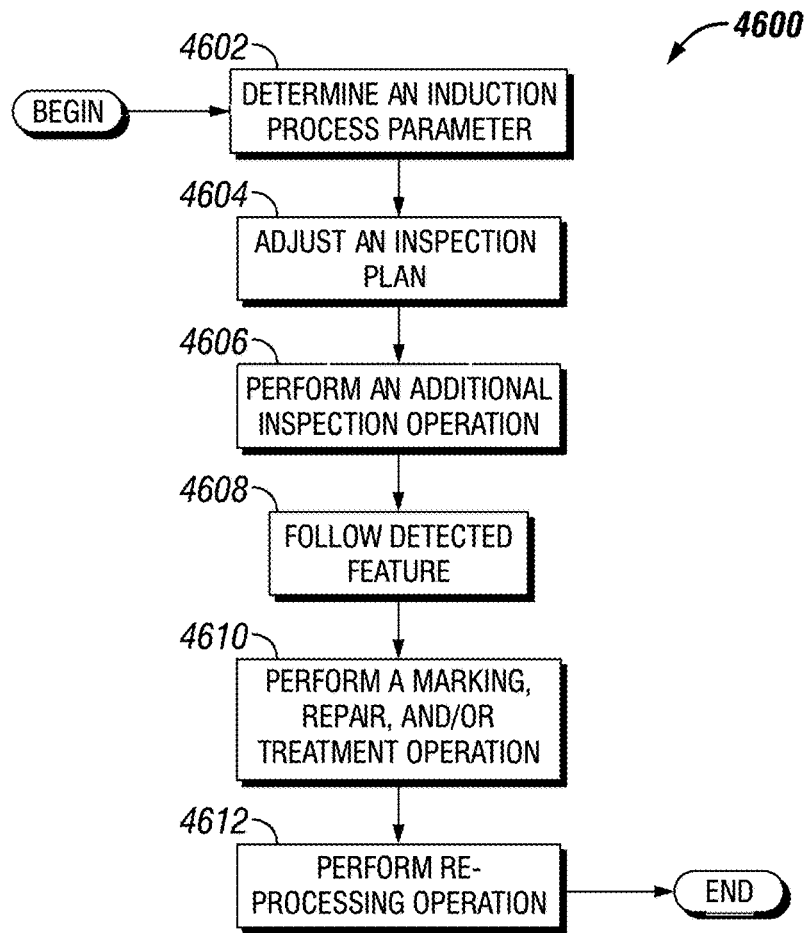 4600
4602
BEGIN
DETERMINE AN INDUCTION
PROCESS PARAMETER
4604
ADJUST AN INSPECTION
PLAN
4606
PERFORM AN ADDITIONAL
INSPECTION OPERATION
4608
FOLLOW DETECTED
FEATURE
4610
PERFORM A MARKING,
REPAIR, AND/OR
TREATMENT OPERATION
4612
PERFORM RE-
PROCESSING OPERATION
END